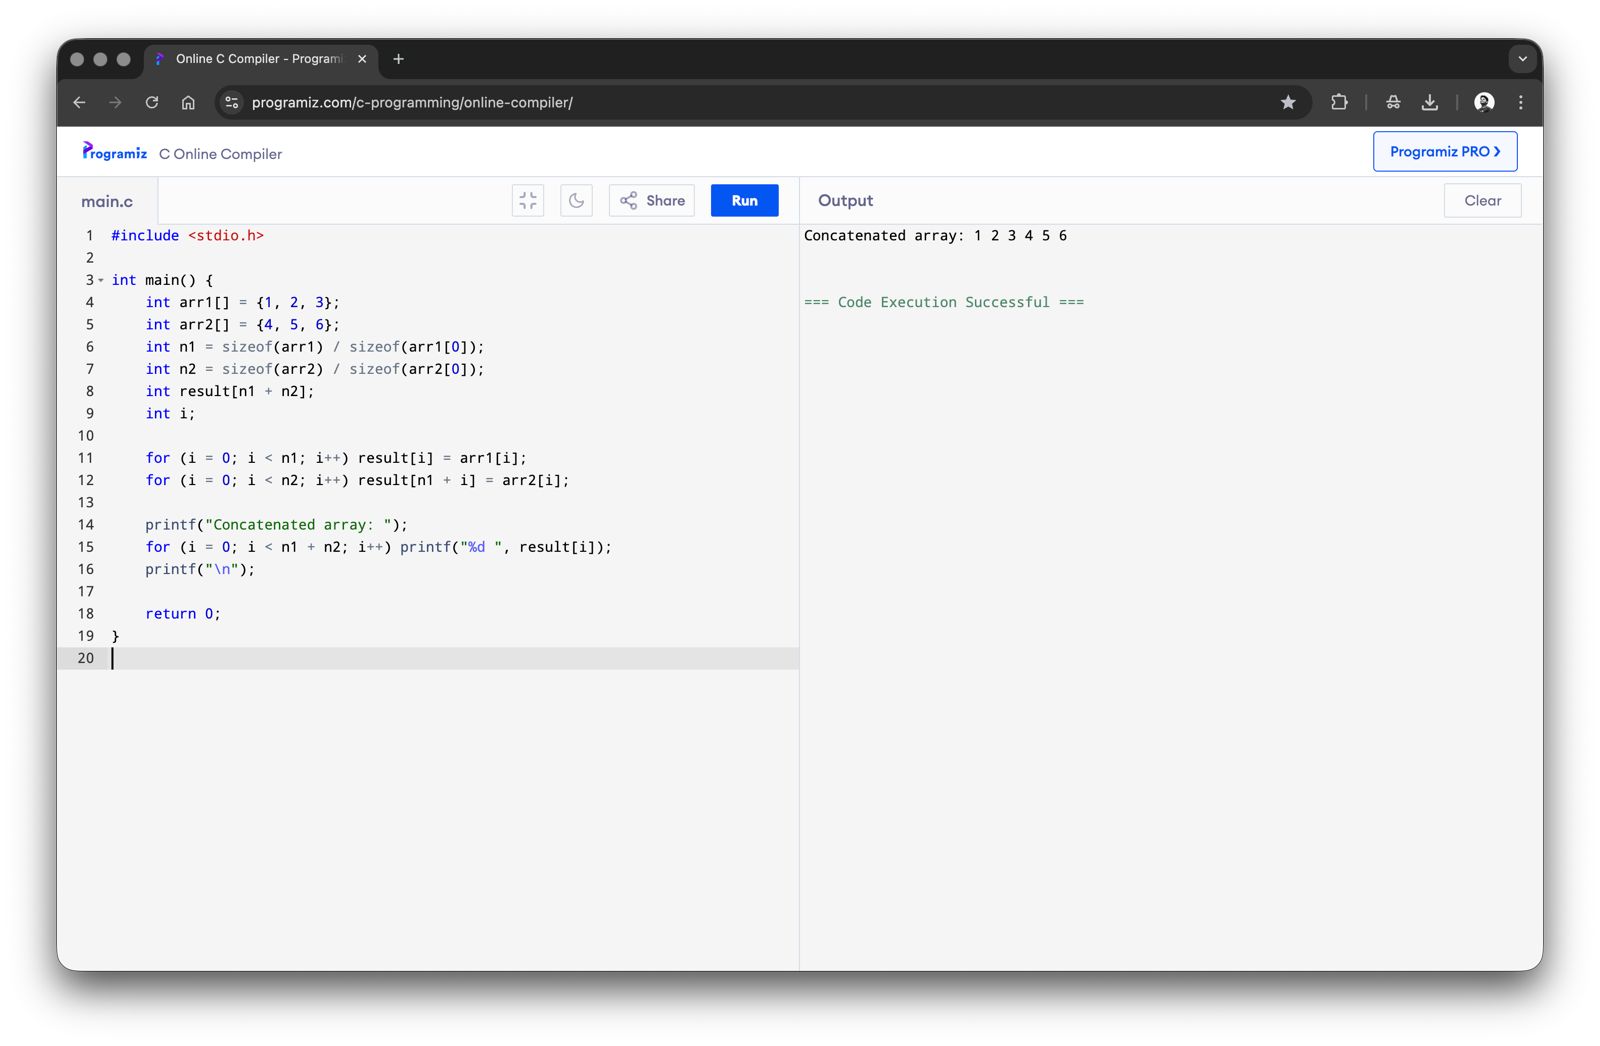 Online C Compiler - Programi
programiz.com/c-programming/online-compiler/
Programiz C Online Compiler
Programiz PRO ❯
main.c
Share
Run
Output
Clear
1 #include <stdio.h>
2
3 int main() {
4     int arr1[] = {1, 2, 3};
5     int arr2[] = {4, 5, 6};
6     int n1 = sizeof(arr1) / sizeof(arr1[0]);
7     int n2 = sizeof(arr2) / sizeof(arr2[0]);
8     int result[n1 + n2];
9     int i;
10
11     for (i = 0; i < n1; i++) result[i] = arr1[i];
12     for (i = 0; i < n2; i++) result[n1 + i] = arr2[i];
13
14     printf("Concatenated array: ");
15     for (i = 0; i < n1 + n2; i++) printf("%d ", result[i]);
16     printf("\n");
17
18     return 0;
19 }
20
Concatenated array: 1 2 3 4 5 6
=== Code Execution Successful ===